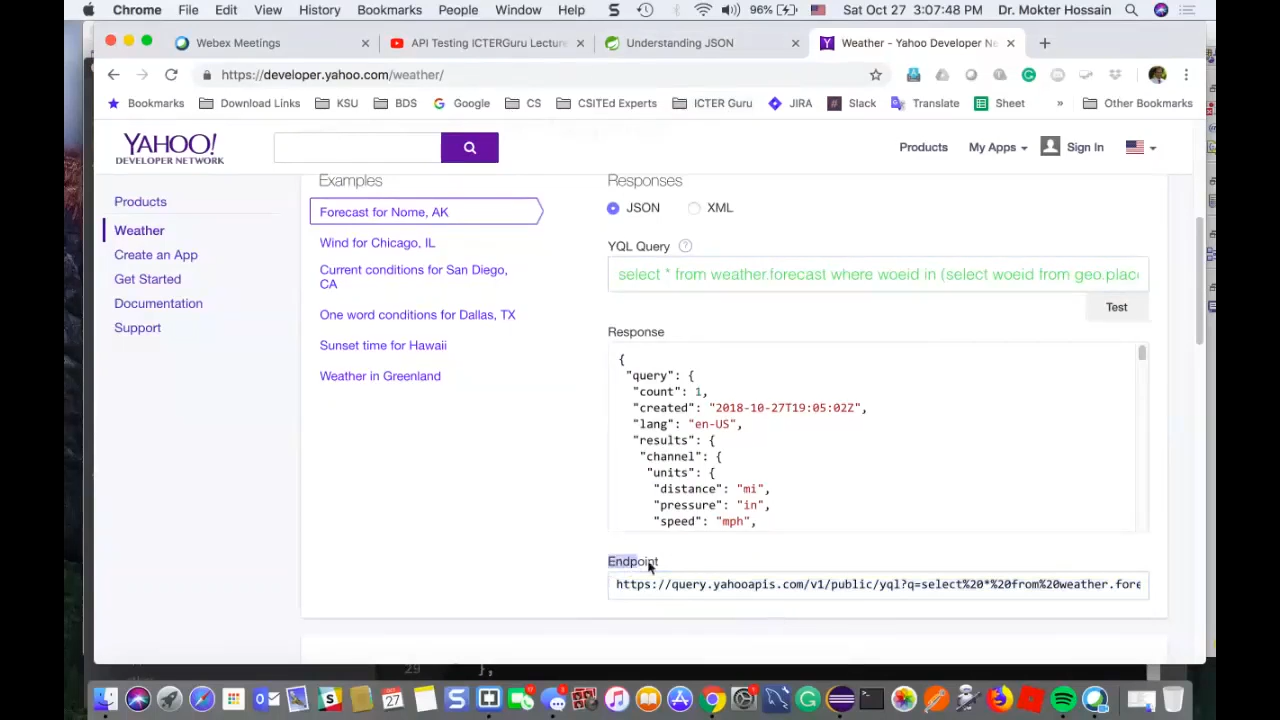 Chrome File Edit View History Bookmarks People Window Help 96% Sat Oct 27 3:07:48 PM Dr. Mokter Hossain
Webex Meetings API Testing ICTERGuru Lecture Understanding JSON Weather - Yahoo Developer Ne
https://developer.yahoo.com/weather/
Bookmarks Download Links KSU BDS Google CS CSITEd Experts ICTER Guru JIRA Slack Translate Sheet » Other Bookmarks
YAHOO!
DEVELOPER NETWORK
Products My Apps Sign In
Products
Weather
Create an App
Get Started
Documentation
Support
Examples
Forecast for Nome, AK
Wind for Chicago, IL
Current conditions for San Diego,
CA
One word conditions for Dallas, TX
Sunset time for Hawaii
Weather in Greenland
Responses
JSON XML
YQL Query ?
select * from weather.forecast where woeid in (select woeid from geo.place
Test
Response
{
"query": {
"count": 1,
"created": "2018-10-27T19:05:02Z",
"lang": "en-US",
"results": {
"channel": {
"units": {
"distance": "mi",
"pressure": "in",
"speed": "mph",
Endpoint
https://query.yahooapis.com/v1/public/yql?q=select%20*%20from%20weather.fore
29 },